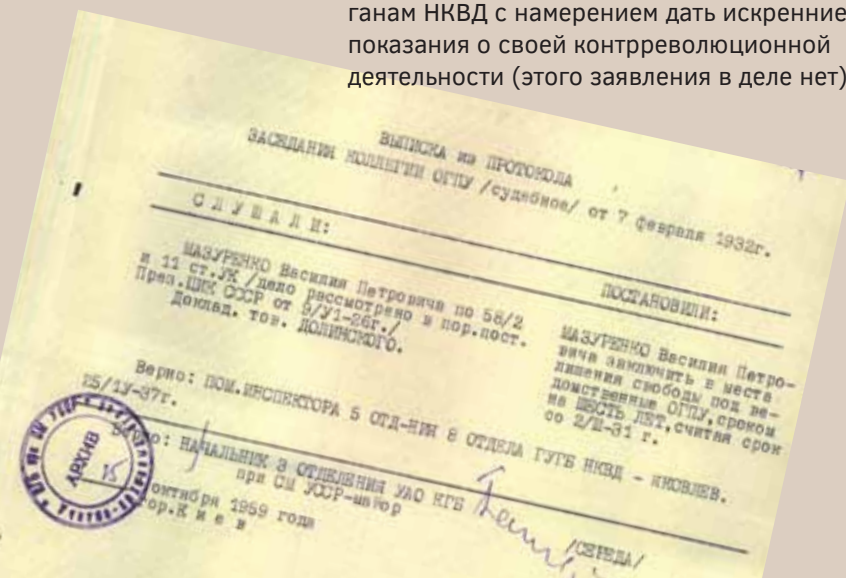 ганам НКВД с намерением дать искренние
показания о своей контрреволюционной
деятельности (этого заявления в деле нет)
ВЫПИСКА из ПРОТОКОЛА
ЗАСЕДАНИЯ КОЛЛЕГИИ ОГПУ /судебное/ от 7 февраля 1932г.
СЛУШАЛИ:
МАЗУРЕНКО Василия Петровича по 58/2
и 11 ст.УК /дело рассмотрено в пор.пост.
През.ЦИК СССР от 9/У1-26г./
Доклад. тов. ДОЛИНСКОГО.
ПОСТАНОВИЛИ:
МАЗУРЕНКО Василия Петро-
вича заключить в места
лишения свободы под ве-
домственные ОГПУ, сроком
на ШЕСТЬ ЛЕТ, считая срок
со 2/Ш-31 г.
Верно: ПОМ.ИНСПЕКТОРА 5 ОТД-НИЯ 8 ОТДЕЛА ГУГБ НКВД - ЯКОВЛЕВ.
25/1У-37г.
НАЧАЛЬНИК 3 ОТДЕЛЕНИЯ УАО КГБ
при СМ УССР-майор
/СЕРЕДА/
октября 1959 года
гор.Киев
АРХИВ
15